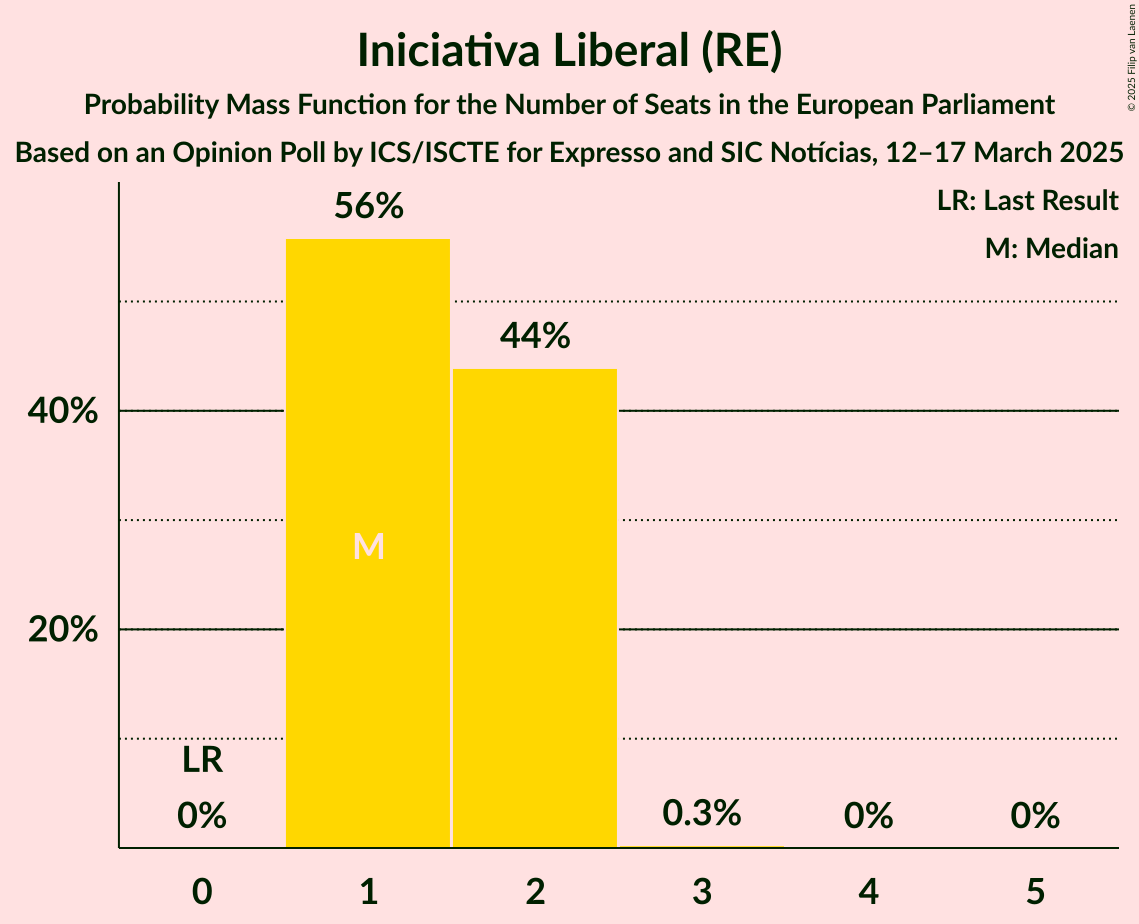 Iniciativa Liberal (RE)
Probability Mass Function for the Number of Seats in the European Parliament
Based on an Opinion Poll by ICS/ISCTE for Expresso and SIC Notícias, 12–17 March 2025
© 2025 Filip van Laenen
LR: Last Result
M: Median
56%
44%
40%
M
20%
LR
0%
0.3%
0%
0%
0 1 2 3 4 5